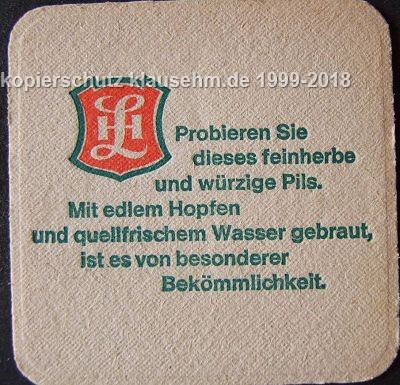 kopierschutz klausehm.de 1999-2018
LHH
Probieren Sie
dieses feinherbe
und würzige Pils.
Mit edlem Hopfen
und quellfrischem Wasser gebraut,
ist es von besonderer
Bekömmlichkeit.